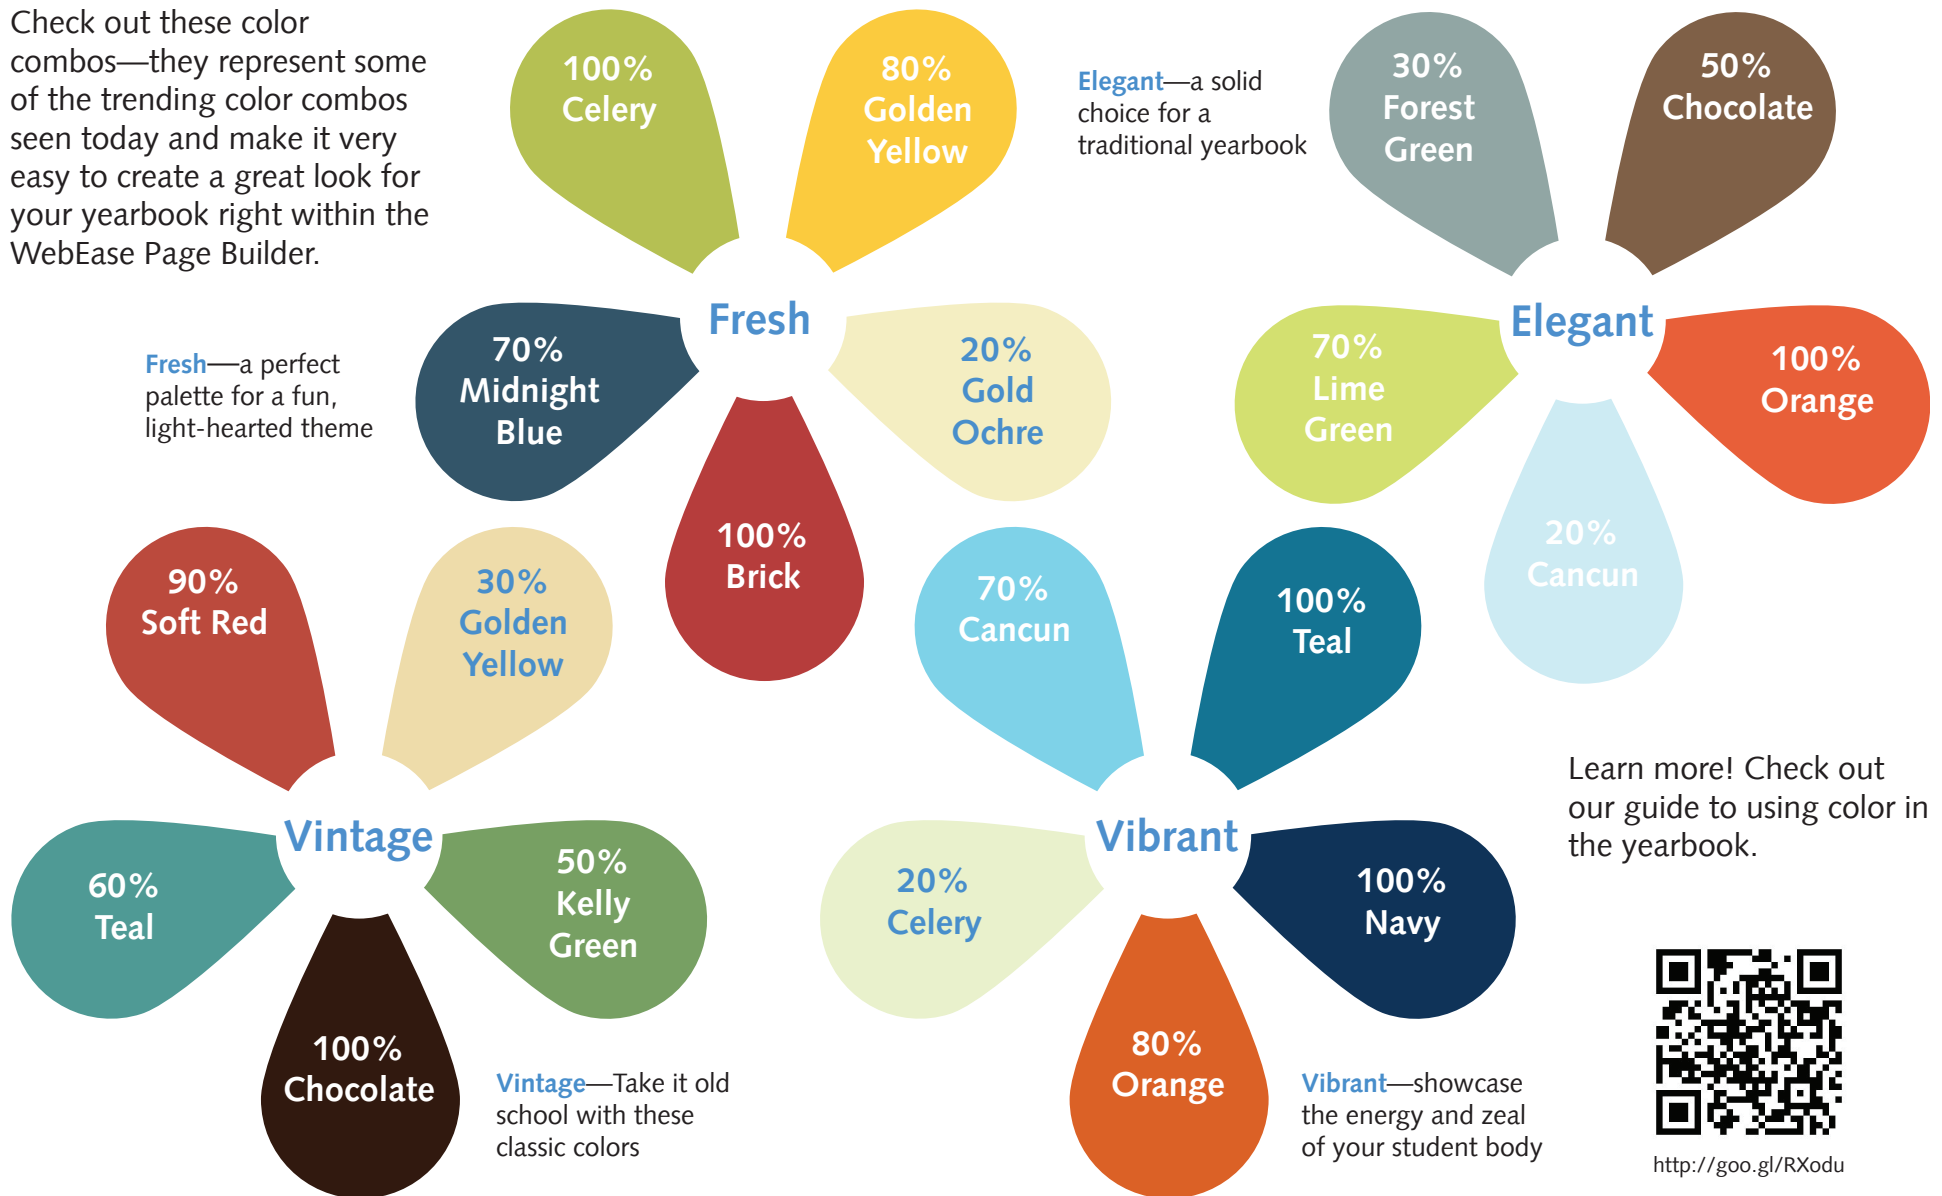 Check out these color
combos—they represent some
of the trending color combos
seen today and make it very
easy to create a great look for
your yearbook right within the
WebEase Page Builder.
100%
Celery
80%
Golden
Yellow
Fresh
70%
Midnight
Blue
20%
Gold
Ochre
100%
Brick
Fresh—a perfect
palette for a fun,
light-hearted theme
Elegant—a solid
choice for a
traditional yearbook
30%
Forest
Green
50%
Chocolate
Elegant
70%
Lime
Green
100%
Orange
20%
Cancun
90%
Soft Red
30%
Golden
Yellow
Vintage
60%
Teal
50%
Kelly
Green
100%
Chocolate
Vintage—Take it old
school with these
classic colors
70%
Cancun
100%
Teal
Vibrant
20%
Celery
100%
Navy
80%
Orange
Vibrant—showcase
the energy and zeal
of your student body
Learn more! Check out
our guide to using color in
the yearbook.
http://goo.gl/RXodu